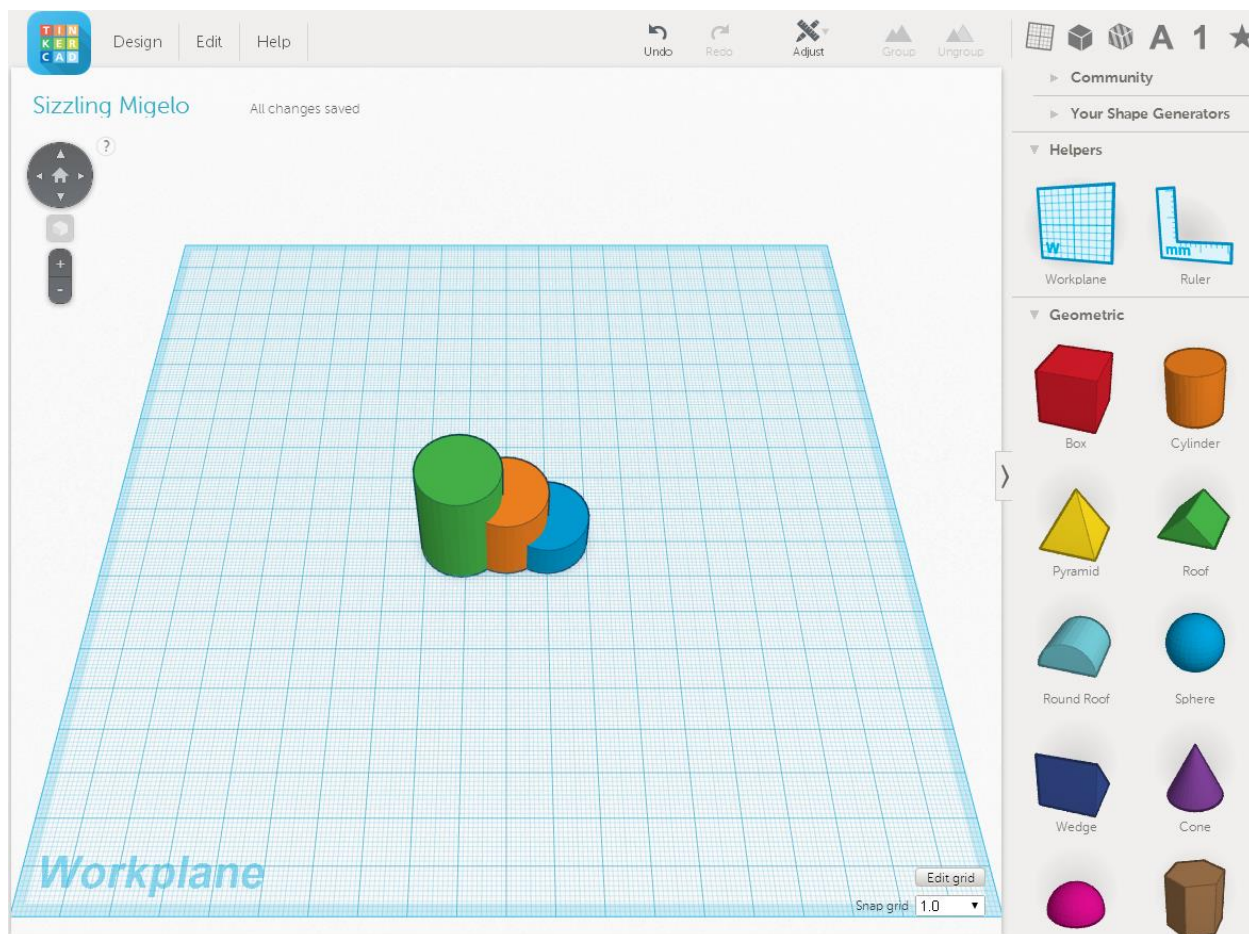 TIN
KER
CAD
Design Edit Help
Undo Redo Adjust Group Ungroup
A 1
Sizzling Migelo All changes saved
?
+
-
Community
Your Shape Generators
Helpers
W mm
Workplane Ruler
Geometric
Box Cylinder
Pyramid Roof
Round Roof Sphere
Wedge Cone
Workplane
Edit grid
Snap grid 1.0